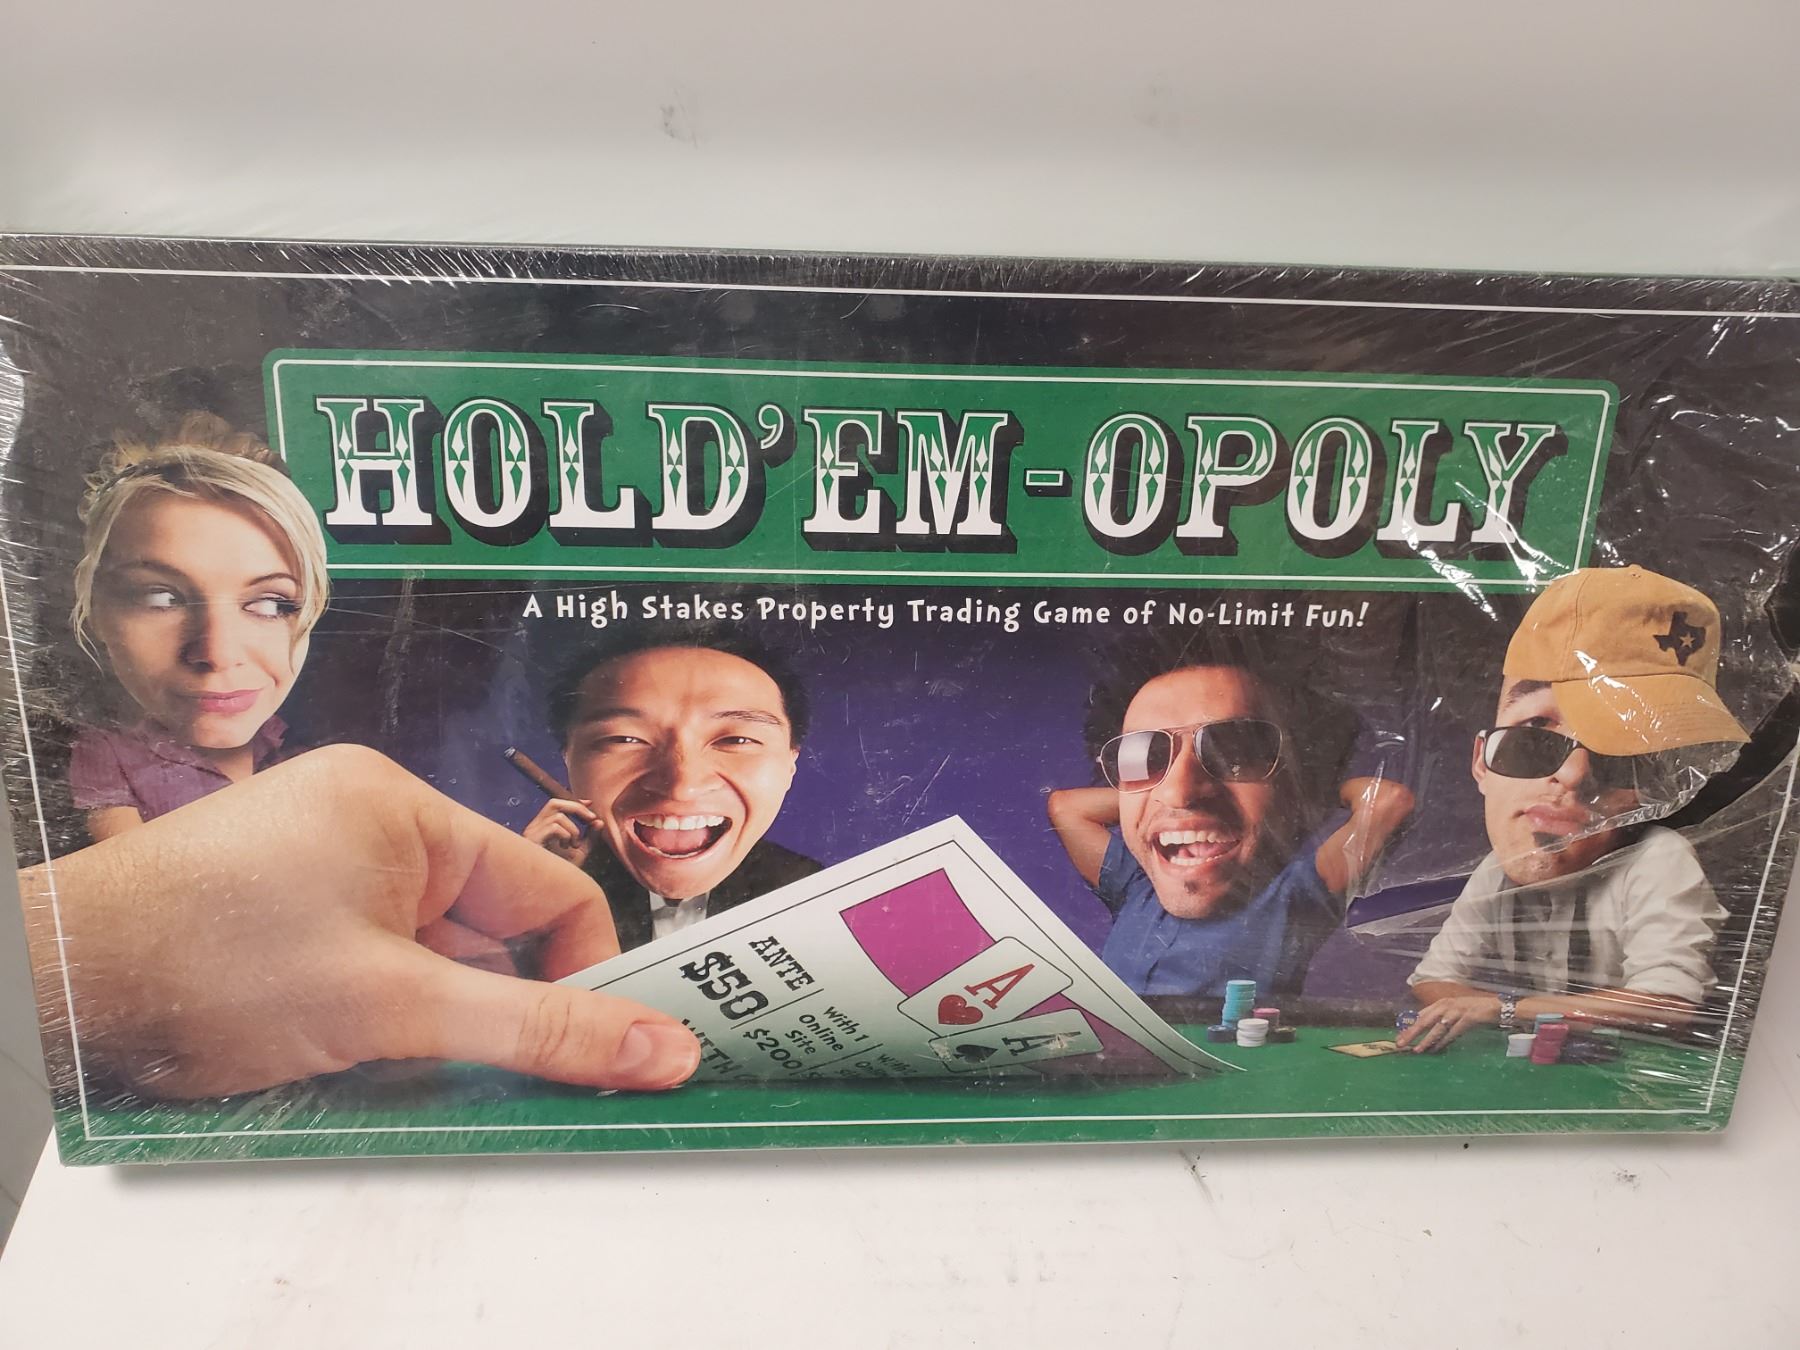 HOLD'EM-OPOLY
A High Stakes Property Trading Game of No-Limit Fun!
ANTE
$50
$200
With 1
Online
Site
A
A